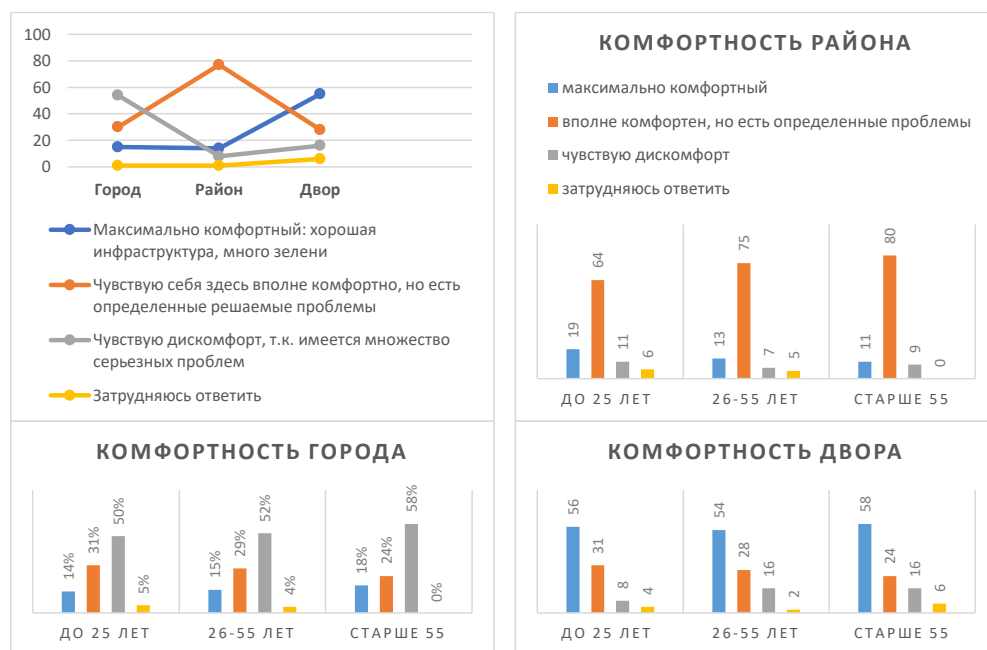 100
80
60
40
20
0
Город Район Двор
Максимально комфортный: хорошая
инфраструктура, много зелени
Чувствую себя здесь вполне комфортно, но есть
определенные решаемые проблемы
Чувствую дискомфорт, т.к. имеется множество
серьезных проблем
Затрудняюсь ответить
КОМФОРТНОСТЬ РАЙОНА
максимально комфортный
вполне комфортен, но есть определенные проблемы
чувствую дискомфорт
затрудняюсь ответить
19 64 11 6 13 75 7 5 11 80 9 0
ДО 25 ЛЕТ 26-55 ЛЕТ СТАРШЕ 55
КОМФОРТНОСТЬ ГОРОДА
14% 31% 50% 5% 15% 29% 52% 4% 18% 24% 58% 0%
ДО 25 ЛЕТ 26-55 ЛЕТ СТАРШЕ 55
КОМФОРТНОСТЬ ДВОРА
56 31 8 4 54 28 16 2 58 24 16 6
ДО 25 ЛЕТ 26-55 ЛЕТ СТАРШЕ 55